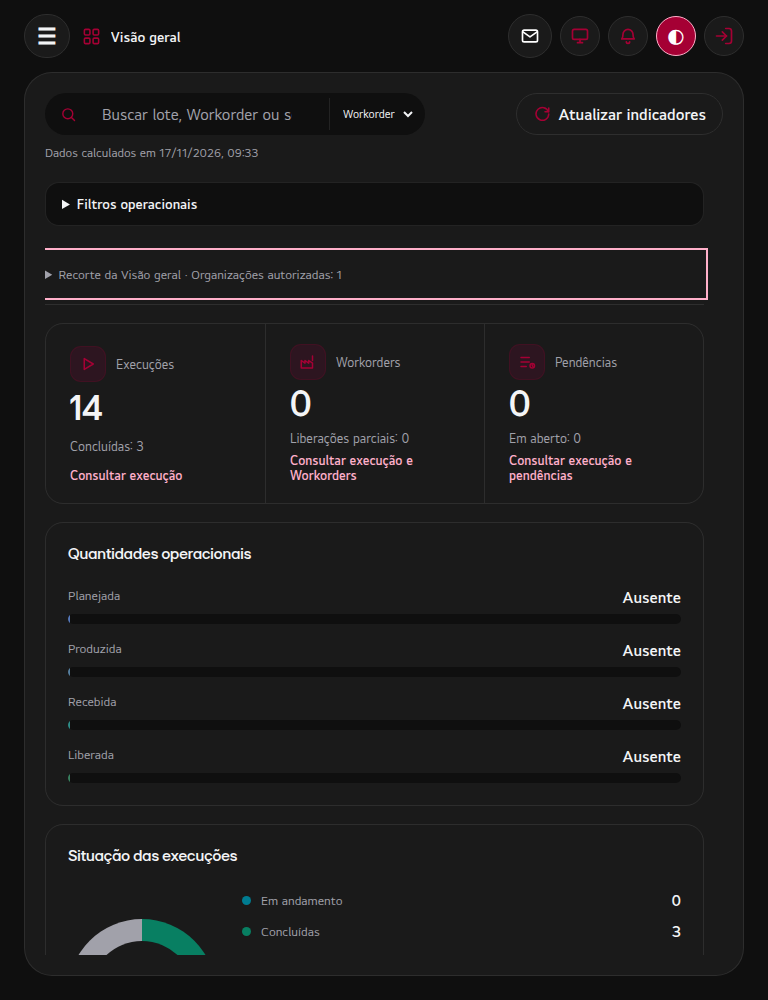 Visão geral
Buscar lote, Workorder ou s
Workorder
Atualizar indicadores
Dados calculados em 17/11/2026, 09:33
Filtros operacionais
Recorte da Visão geral · Organizações autorizadas: 1
Execuções
14
Concluídas: 3
Consultar execução
Workorders
0
Liberações parciais: 0
Consultar execução e
Workorders
Pendências
0
Em aberto: 0
Consultar execução e
pendências
Quantidades operacionais
Planejada
Ausente
Produzida
Ausente
Recebida
Ausente
Liberada
Ausente
Situação das execuções
Em andamento
0
Concluídas
3